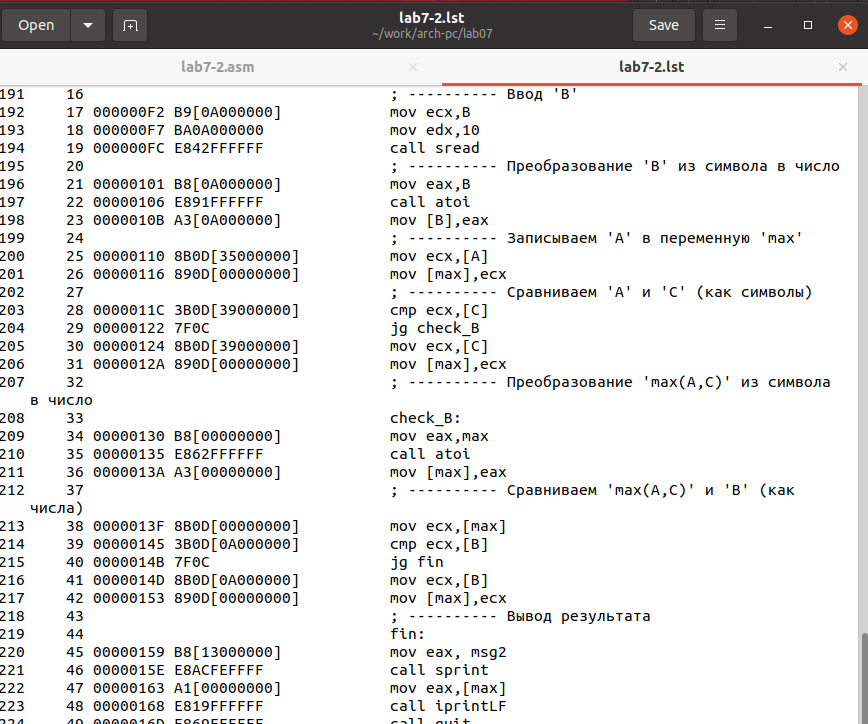 Open
lab7-2.lst
~/work/arch-pc/lab07
Save
lab7-2.asm
lab7-2.lst
191 16 ; ---------- Ввод 'B'
192 17 000000F2 B9[0A000000] mov ecx,B
193 18 000000F7 BA0A000000 mov edx,10
194 19 000000FC E842FFFFFF call sread
195 20 ; ---------- Преобразование 'B' из символа в число
196 21 00000101 B8[0A000000] mov eax,B
197 22 00000106 E891FFFFFF call atoi
198 23 0000010B A3[0A000000] mov [B],eax
199 24 ; ---------- Записываем 'A' в переменную 'max'
200 25 00000110 8B0D[35000000] mov ecx,[A]
201 26 00000116 890D[00000000] mov [max],ecx
202 27 ; ---------- Сравниваем 'A' и 'С' (как символы)
203 28 0000011C 3B0D[39000000] cmp ecx,[C]
204 29 00000122 7F0C jg check_B
205 30 00000124 8B0D[39000000] mov ecx,[C]
206 31 0000012A 890D[00000000] mov [max],ecx
207 32 ; ---------- Преобразование 'max(A,C)' из символа
в число
208 33 check_B:
209 34 00000130 B8[00000000] mov eax,max
210 35 00000135 E862FFFFFF call atoi
211 36 0000013A A3[00000000] mov [max],eax
212 37 ; ---------- Сравниваем 'max(A,C)' и 'B' (как
числа)
213 38 0000013F 8B0D[00000000] mov ecx,[max]
214 39 00000145 3B0D[0A000000] cmp ecx,[B]
215 40 0000014B 7F0C jg fin
216 41 0000014D 8B0D[0A000000] mov ecx,[B]
217 42 00000153 890D[00000000] mov [max],ecx
218 43 ; ---------- Вывод результата
219 44 fin:
220 45 00000159 B8[13000000] mov eax, msg2
221 46 0000015E E8ACFEFFFF call sprint
222 47 00000163 A1[00000000] mov eax,[max]
223 48 00000168 E819FFFFFF call iprintLF
224 49 0000016D E869FFFFFF call quit